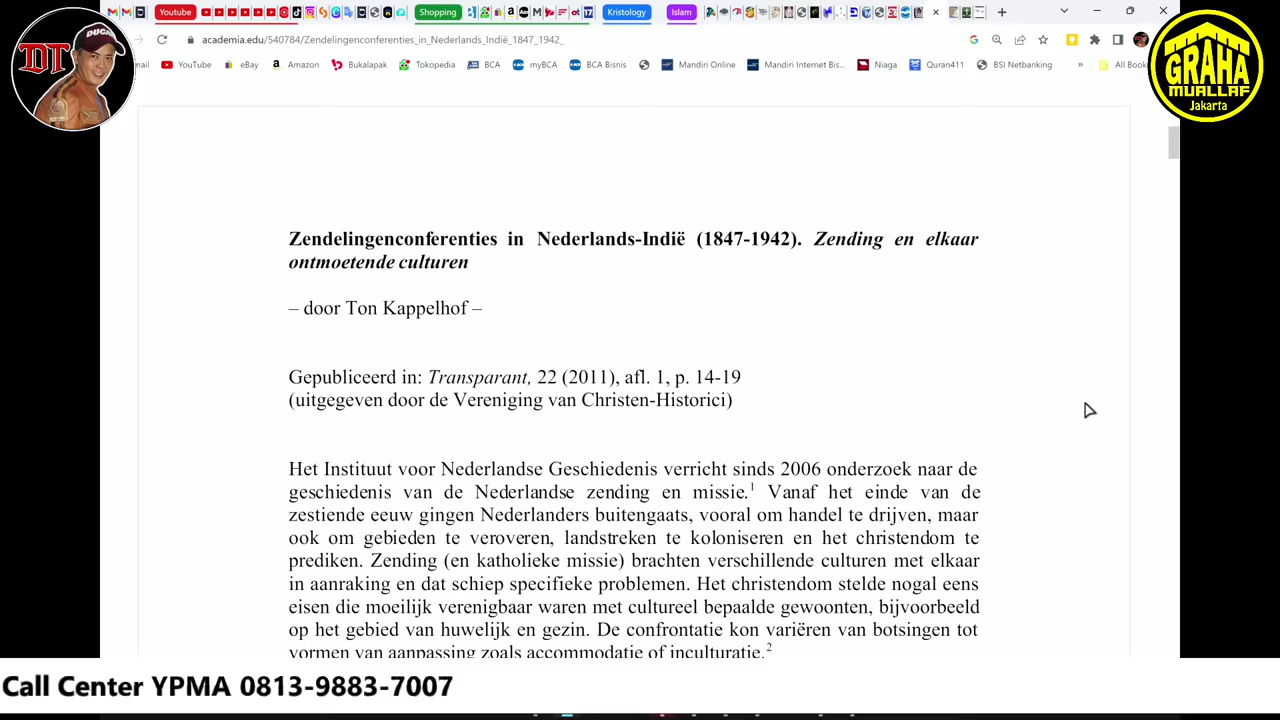 DT
DUCA
Youtube
Shopping
Kristology
Islam
academia.edu/540784/Zendelingenconferenties_in_Nederlands_Indië_1847_1942_
mail
YouTube
eBay
Amazon
Bukalapak
Tokopedia
BCA
myBCA
BCA Bisnis
Mandiri Online
Mandiri Internet Bis...
Niaga
Quran411
BSI Netbanking
»
All Book
GRAHA
MUALLAF
Jakarta
Zendelingenconferenties in Nederlands-Indië (1847-1942). Zending en elkaar
ontmoetende culturen
– door Ton Kappelhof –
Gepubliceerd in: Transparant, 22 (2011), afl. 1, p. 14-19
(uitgegeven door de Vereniging van Christen-Historici)
Het Instituut voor Nederlandse Geschiedenis verricht sinds 2006 onderzoek naar de
geschiedenis van de Nederlandse zending en missie.1 Vanaf het einde van de
zestiende eeuw gingen Nederlanders buitengaats, vooral om handel te drijven, maar
ook om gebieden te veroveren, landstreken te koloniseren en het christendom te
prediken. Zending (en katholieke missie) brachten verschillende culturen met elkaar
in aanraking en dat schiep specifieke problemen. Het christendom stelde nogal eens
eisen die moeilijk verenigbaar waren met cultureel bepaalde gewoonten, bijvoorbeeld
op het gebied van huwelijk en gezin. De confrontatie kon variëren van botsingen tot
vormen van aanpassing zoals accommodatie of inculturatie.2
Call Center YPMA 0813-9883-7007